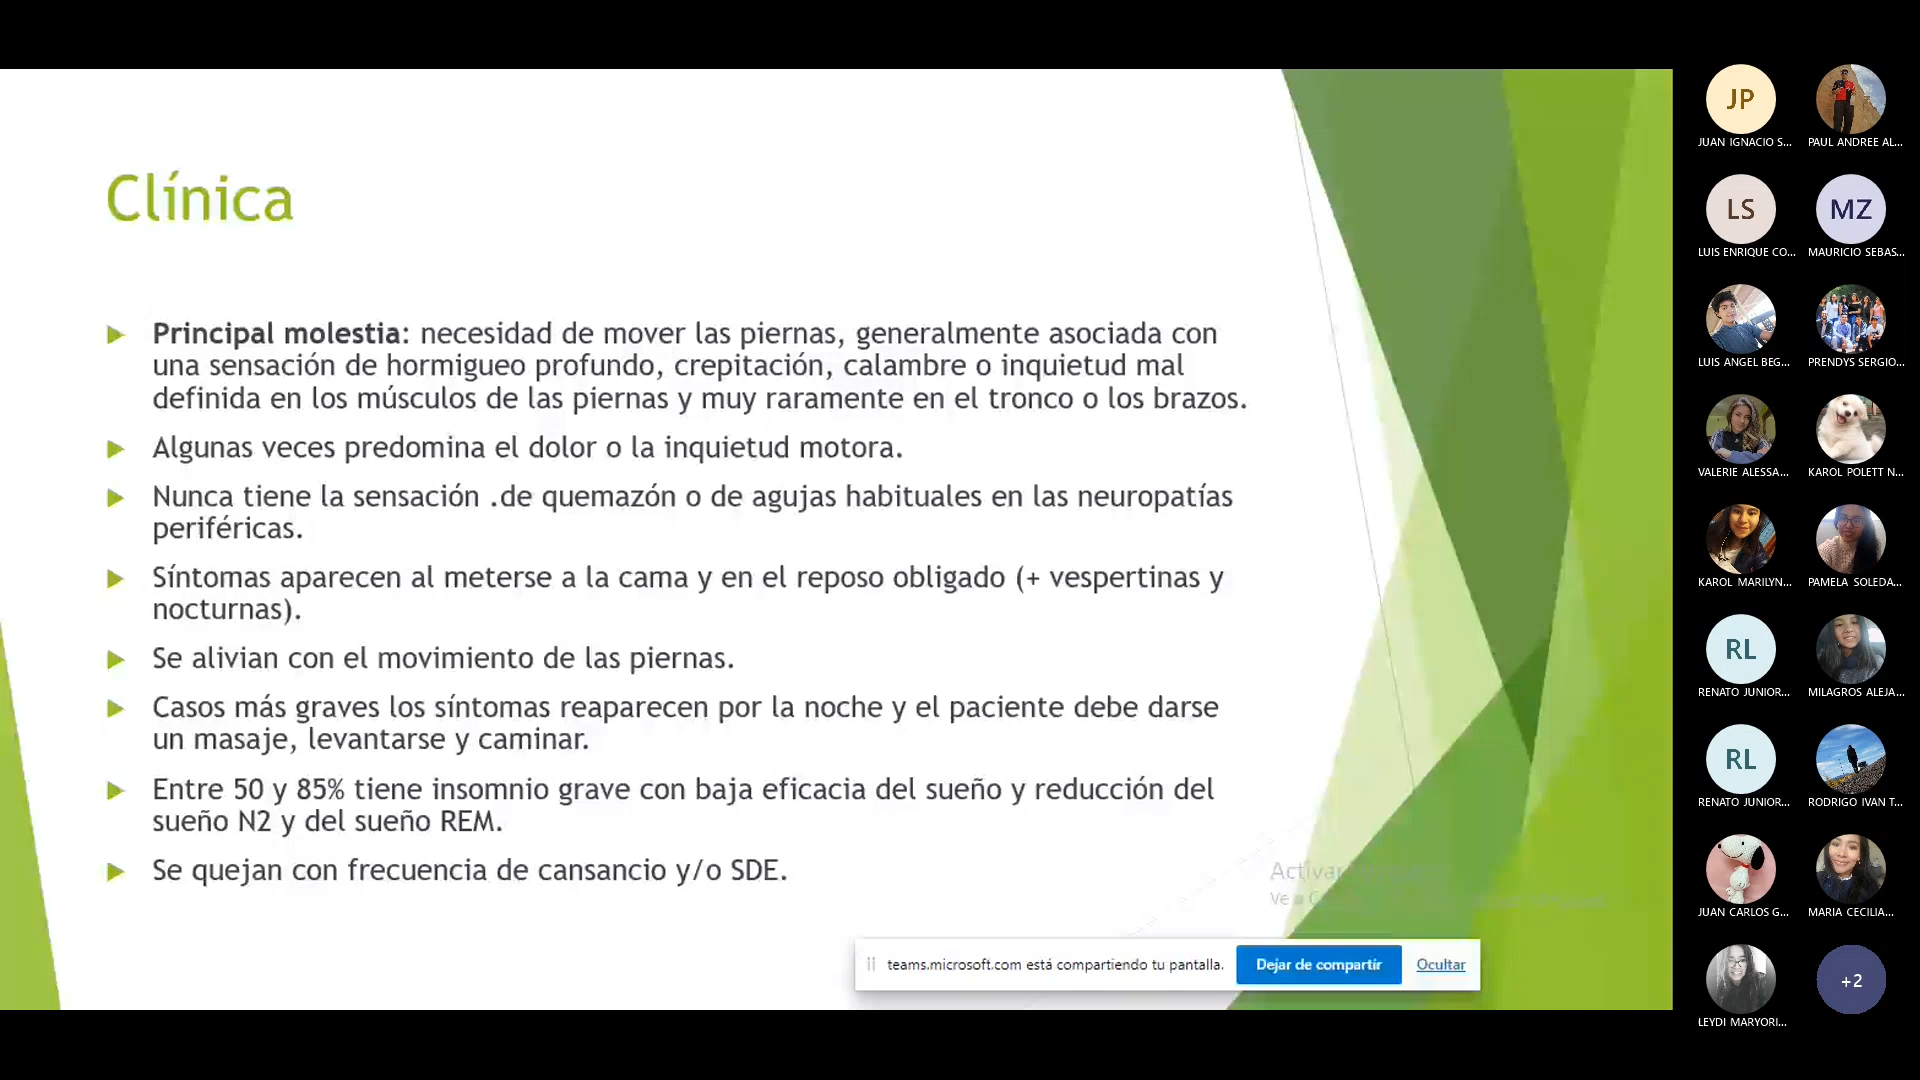 Clínica
Principal molestia: necesidad de mover las piernas, generalmente asociada con
una sensación de hormigueo profundo, crepitación, calambre o inquietud mal
definida en los músculos de las piernas y muy raramente en el tronco o los brazos.
Algunas veces predomina el dolor o la inquietud motora.
Nunca tiene la sensación .de quemazón o de agujas habituales en las neuropatías
periféricas.
Síntomas aparecen al meterse a la cama y en el reposo obligado (+ vespertinas y
nocturnas).
Se alivian con el movimiento de las piernas.
Casos más graves los síntomas reaparecen por la noche y el paciente debe darse
un masaje, levantarse y caminar.
Entre 50 y 85% tiene insomnio grave con baja eficacia del sueño y reducción del
sueño N2 y del sueño REM.
Se quejan con frecuencia de cansancio y/o SDE.
Activar
Ve a
teams.microsoft.com está compartiendo tu pantalla.
Dejar de compartir
Ocultar
JP
JUAN IGNACIO S...
PAUL ANDREE AL...
LS
MZ
LUIS ENRIQUE CO...
MAURICIO SEBAS...
LUIS ANGEL BEG...
PRENDYS SERGIO...
VALERIE ALESSA...
KAROL POLETT N...
KAROL MARILYN...
PAMELA SOLEDA...
RL
RENATO JUNIOR...
MILAGROS ALEJA...
RL
RENATO JUNIOR...
RODRIGO IVAN T...
JUAN CARLOS G...
MARIA CECILIA...
LEYDI MARYORI...
+2